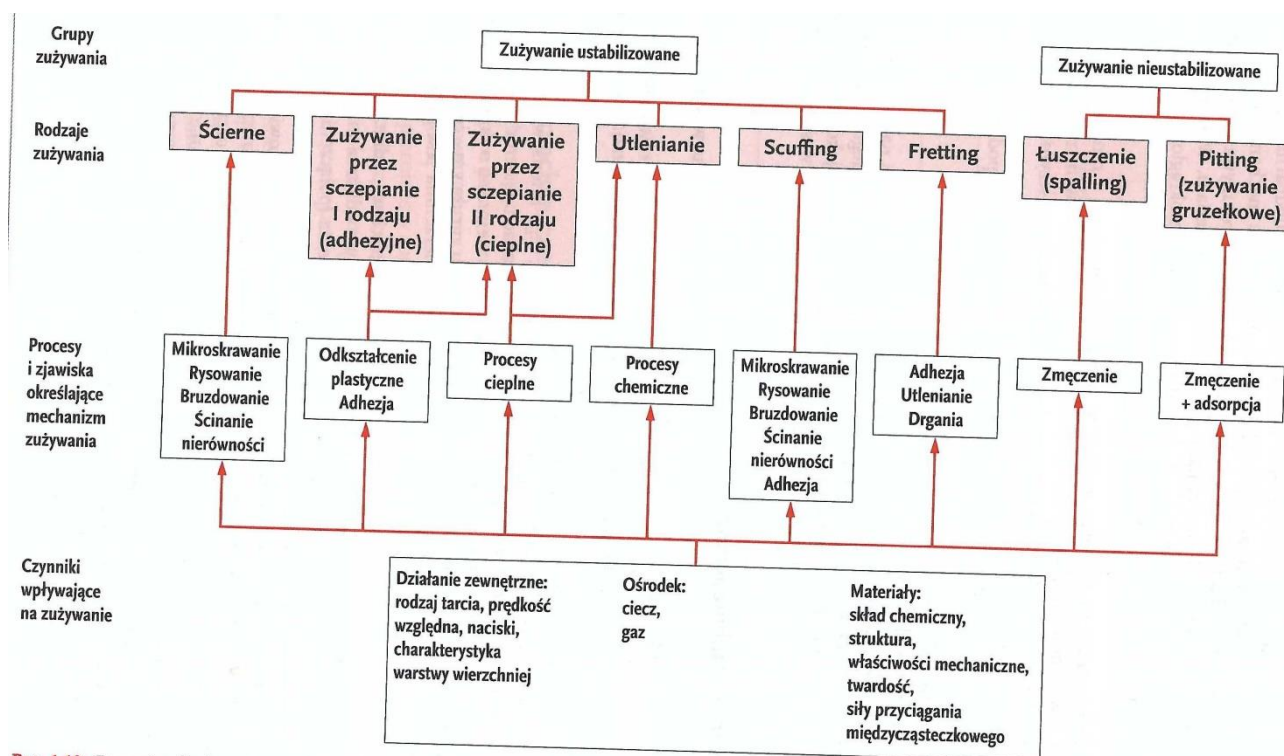 Grupy
zużywania
Zużywanie ustabilizowane
Zużywanie nieustabilizowane
Rodzaje
zużywania
Ścierne
Zużywanie
przez
sczepianie
I rodzaju
(adhezyjne)
Zużywanie
przez
sczepianie
II rodzaju
(cieplne)
Utlenianie
Scuffing
Fretting
Łuszczenie
(spalling)
Pitting
(zużywanie
gruzełkowe)
Procesy
i zjawiska
określające
mechanizm
zużywania
Mikroskrawanie
Rysowanie
Bruzdowanie
Ścinanie
nierówności
Odkształcenie
plastyczne
Adhezja
Procesy
cieplne
Procesy
chemiczne
Mikroskrawanie
Rysowanie
Bruzdowanie
Ścinanie
nierówności
Adhezja
Adhezja
Utlenianie
Drgania
Zmęczenie
Zmęczenie
+ adsorpcja
Czynniki
wpływające
na zużywanie
Działanie zewnętrzne:
rodzaj tarcia, prędkość
względna, naciski,
charakterystyka
warstwy wierzchniej
Ośrodek:
ciecz,
gaz
Materiały:
skład chemiczny,
struktura,
właściwości mechaniczne,
twardość,
siły przyciągania
międzycząsteczkowego